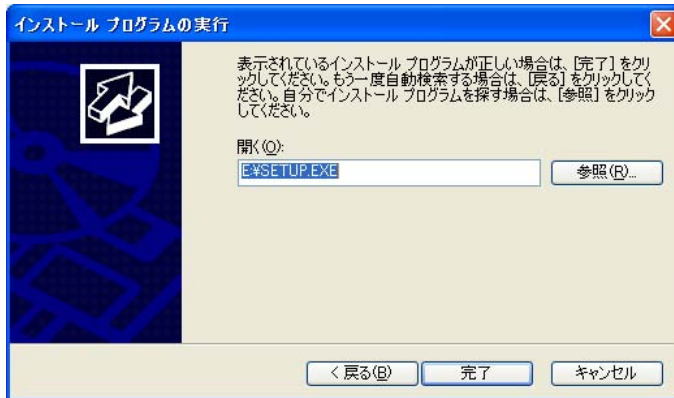 インストール プログラムの実行
表示されているインストール プログラムが正しい場合は、[完了] をクリ
ックしてください。もう一度自動検索する場合は、[戻る] をクリックしてく
ださい。自分でインストール プログラムを探す場合は、[参照] をクリック
してください。
開く(O):
E:¥SETUP.EXE
参照(R)...
< 戻る(B)
完了
キャンセル